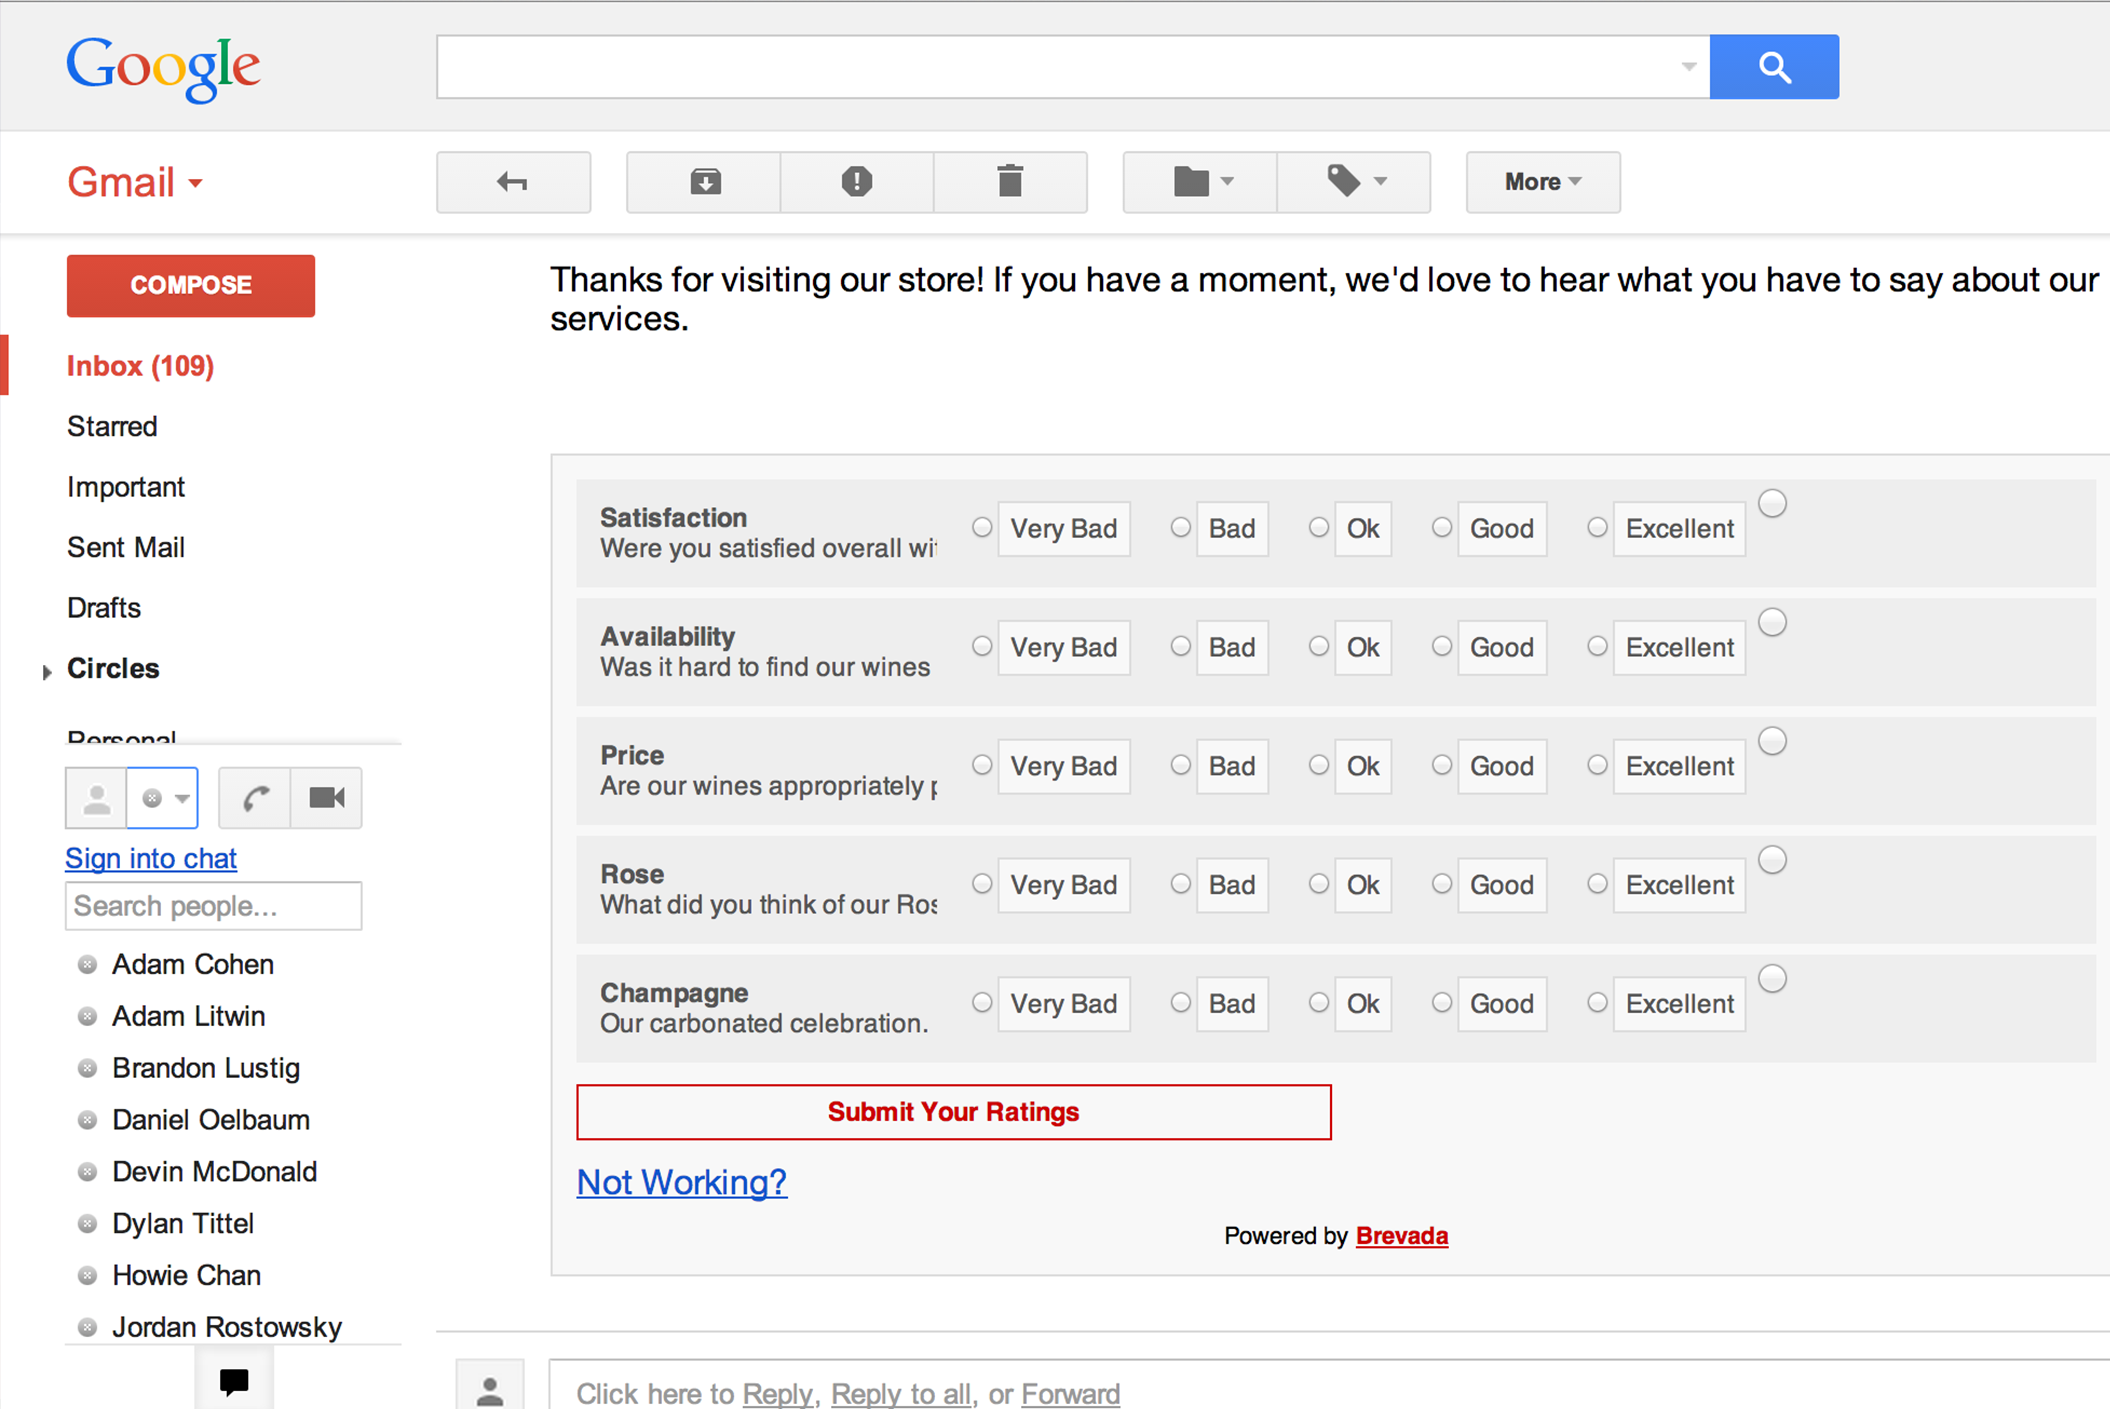 Google
Gmail
More
COMPOSE
Inbox (109)
Starred
Important
Sent Mail
Drafts
Circles
Personal
Sign into chat
Search people...
Adam Cohen
Adam Litwin
Brandon Lustig
Daniel Oelbaum
Devin McDonald
Dylan Tittel
Howie Chan
Jordan Rostowsky
Thanks for visiting our store! If you have a moment, we'd love to hear what you have to say about our
services.
Satisfaction
Were you satisfied overall wit
Very Bad Bad Ok Good Excellent
Availability
Was it hard to find our wines
Very Bad Bad Ok Good Excellent
Price
Are our wines appropriately p
Very Bad Bad Ok Good Excellent
Rose
What did you think of our Ros
Very Bad Bad Ok Good Excellent
Champagne
Our carbonated celebration.
Very Bad Bad Ok Good Excellent
Submit Your Ratings
Not Working?
Powered by Brevada
Click here to Reply, Reply to all, or Forward